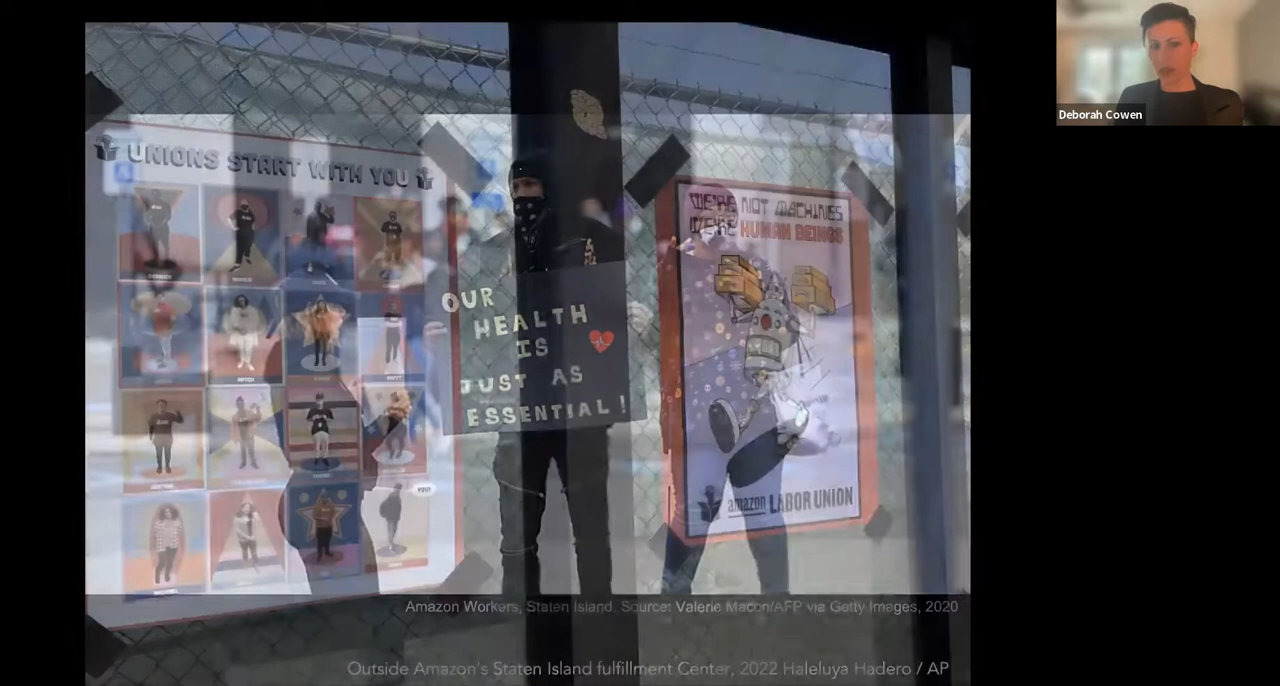 Deborah Cowen
UNIONS START WITH YOU
OUR
HEALTH
IS
JUST AS
ESSENTIAL!
WE'RE NOT MACHINES
WE'RE HUMAN BEINGS
YOU!
amazon LABOR UNION
Amazon Workers, Staten Island, Source: Valerie Macon/AFP via Getty Images, 2020
Outside Amazon's Staten Island fulfillment Center, 2022 Haleluya Hadero / AP